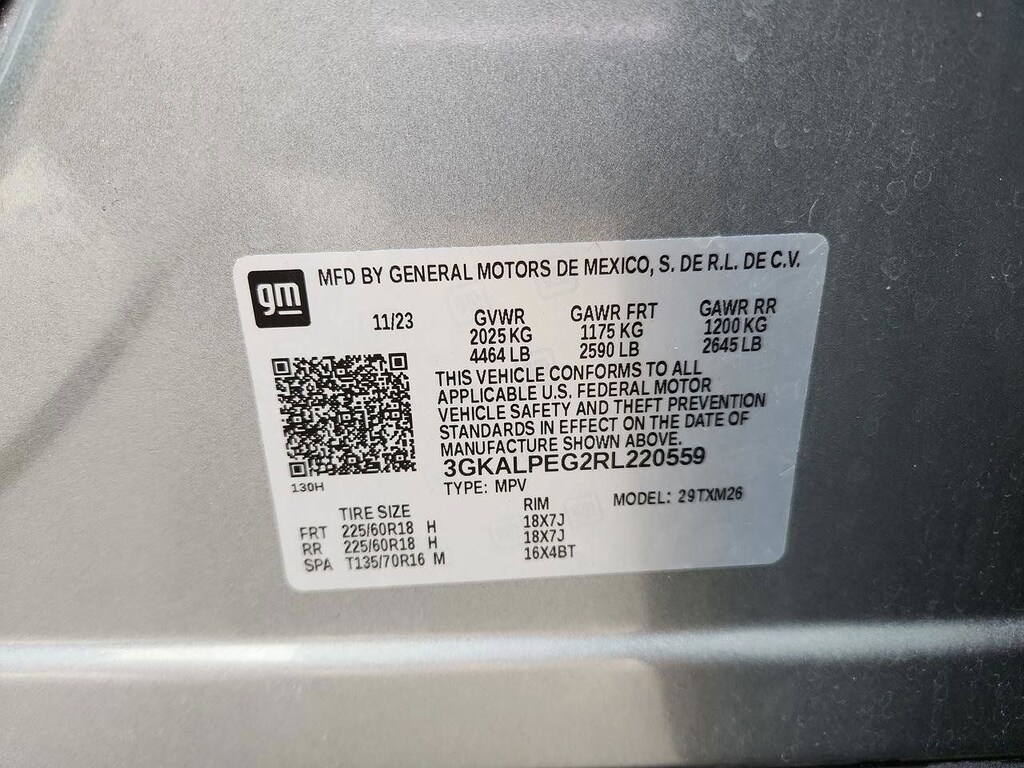 gm MFD BY GENERAL MOTORS DE MEXICO, S. DE R.L. DE C.V.
11/23 GVWR GAWR FRT GAWR RR
2025 KG 1175 KG 1200 KG
4464 LB 2590 LB 2645 LB
THIS VEHICLE CONFORMS TO ALL
APPLICABLE U.S. FEDERAL MOTOR
VEHICLE SAFETY AND THEFT PREVENTION
STANDARDS IN EFFECT ON THE DATE OF
MANUFACTURE SHOWN ABOVE.
3GKALPEG2RL220559
130H
TYPE: MPV MODEL: 29TXM26
TIRE SIZE RIM
FRT 225/60R18 H 18X7J
RR 225/60R18 H 18X7J
SPA T135/70R16 M 16X4BT